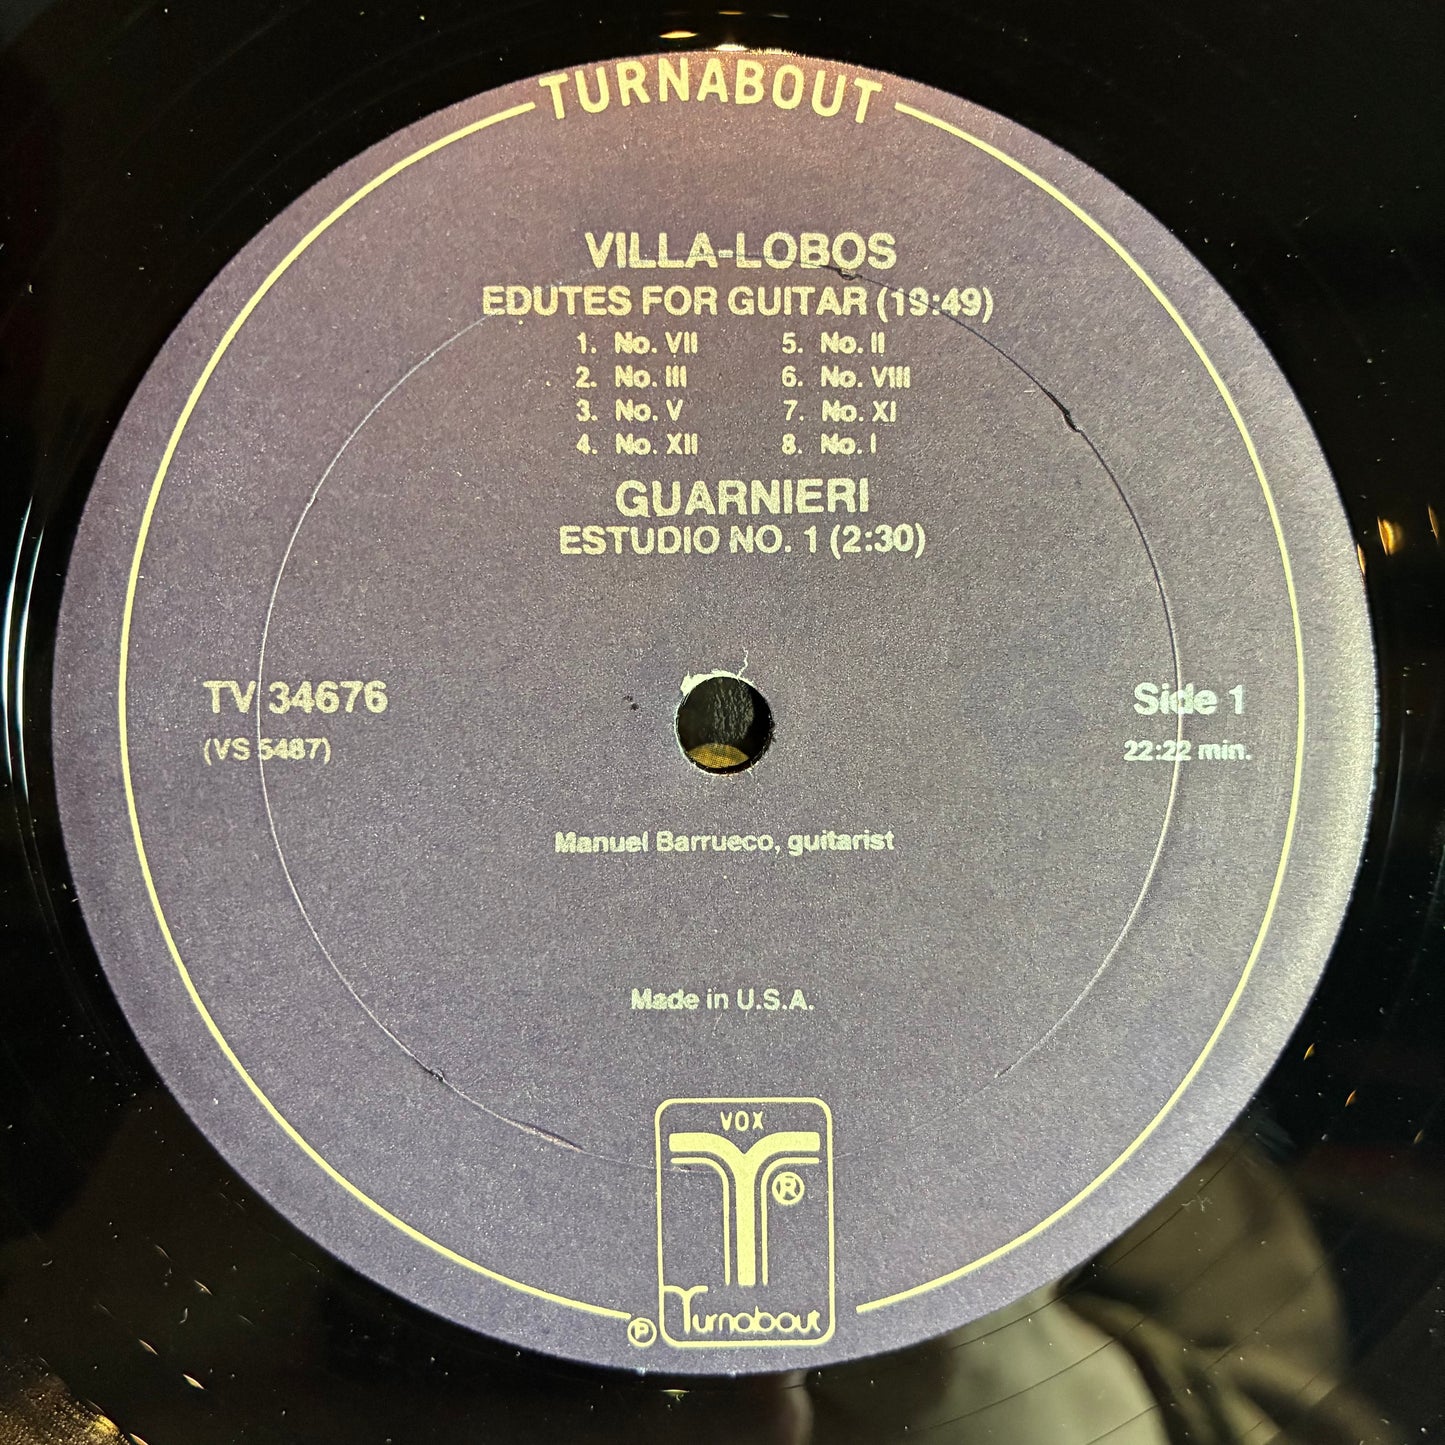 TURNABOUT
VILLA-LOBOS
EDUTES FOR GUITAR (19:49)
1. No. VII
2. No. III
3. No. V
4. No. XII
5. No. II
6. No. VIII
7. No. XI
8. No. I
GUARNIERI
ESTUDIO NO. 1 (2:30)
TV 34676
(VS 5487)
Side 1
22:22 min.
Manuel Barrueco, guitarist
Made in U.S.A.
VOX
®
Turnabout
℗